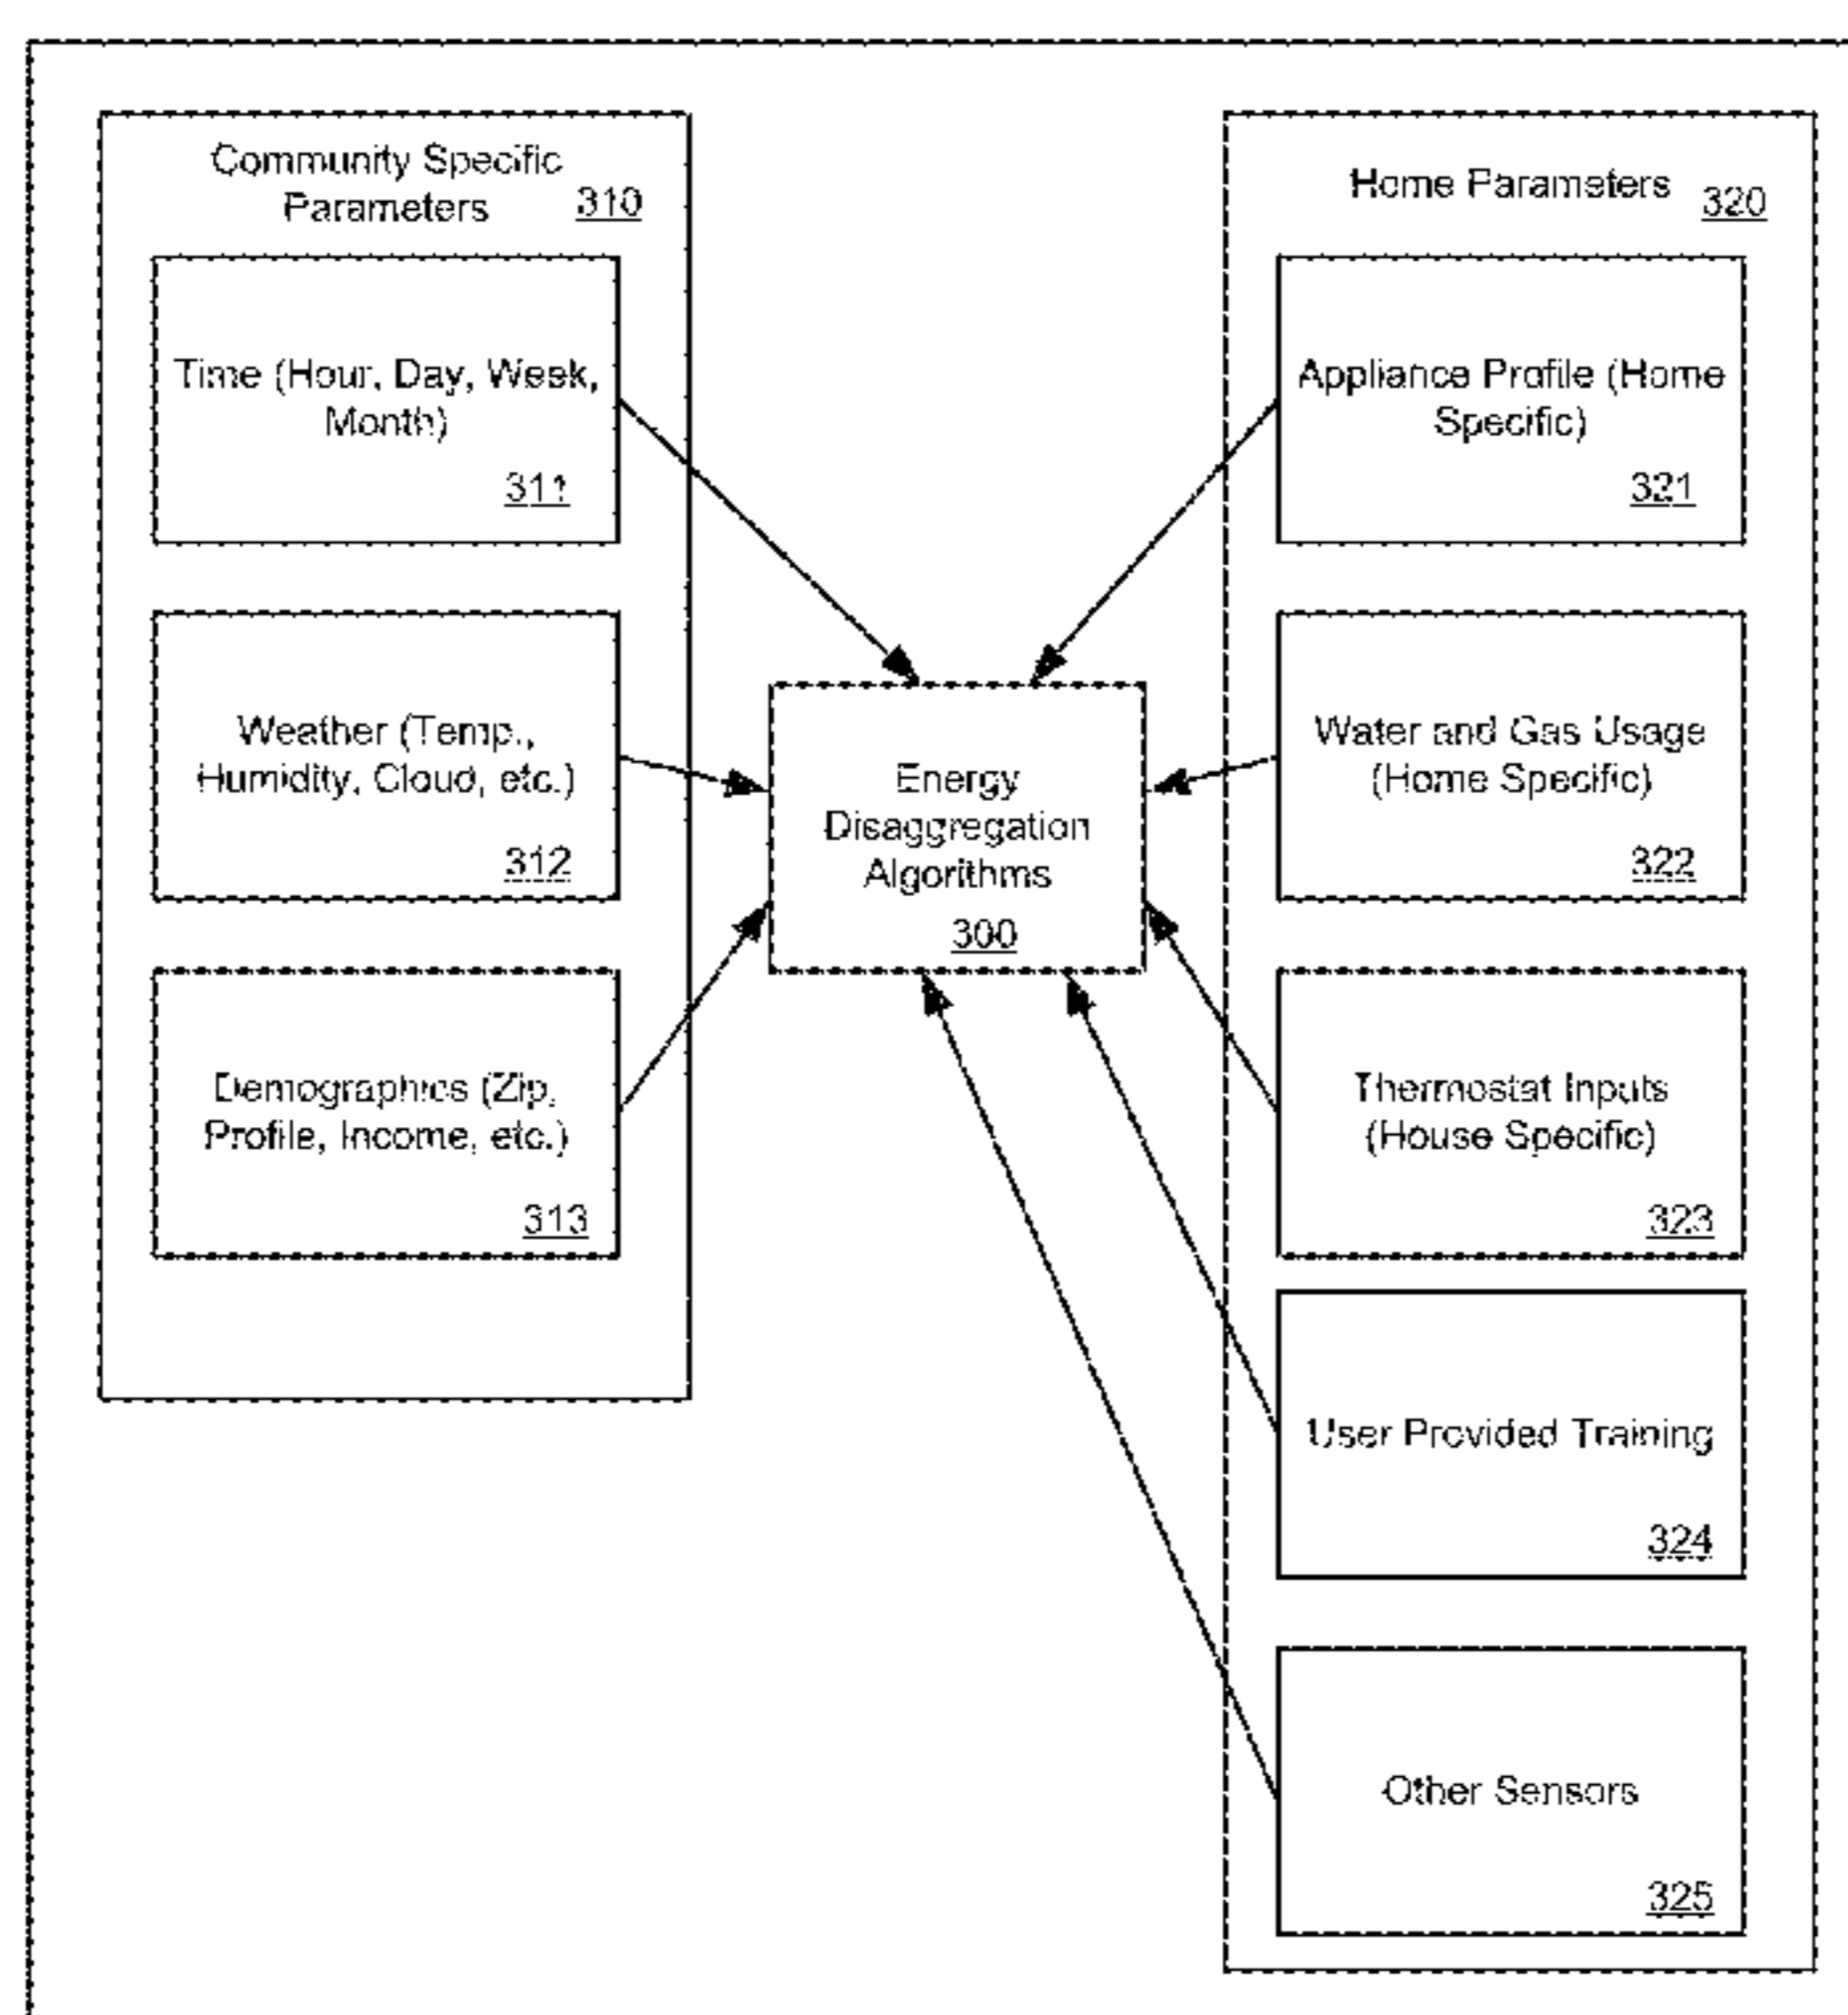 Community Specific
Parameters 310
Time (Hour, Day, Week,
Month)
311
Weather (Temp.,
Humidity, Cloud, etc.)
312
Demographics (Zip,
Profile, Income, etc.)
313
Energy
Disaggregation
Algorithms
300
Home Parameters 320
Appliance Profile (Home
Specific)
321
Water and Gas Usage
(Home Specific)
322
Thermostat Inputs
(House Specific)
323
User Provided Training
324
Other Sensors
325